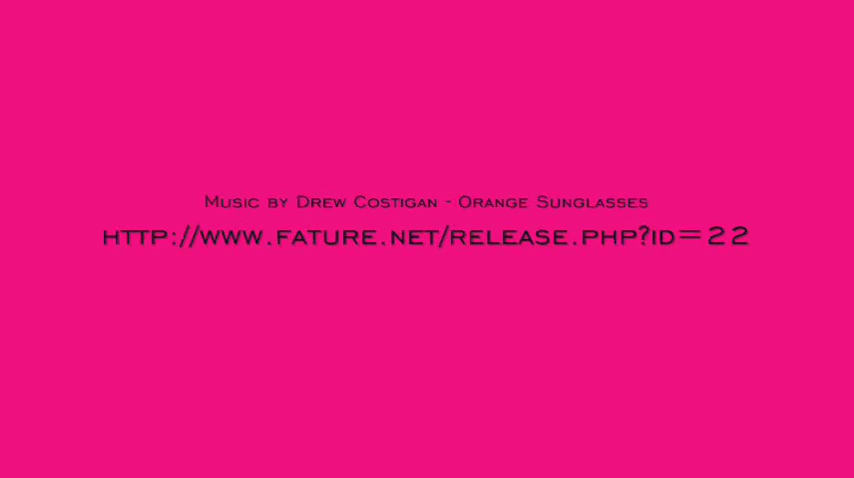 Music by Drew Costigan - Orange Sunglasses
http://www.fature.net/release.php?id=22